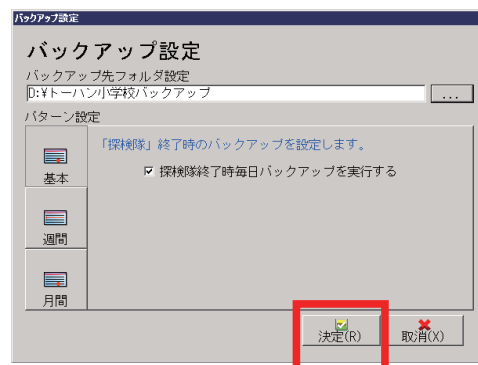 バックアップ設定
バックアップ設定
バックアップ先フォルダ設定
D:¥トーハン小学校バックアップ
...
パターン設定
「探検隊」終了時のバックアップを設定します。
探検隊終了時毎日バックアップを実行する
基本
週間
月間
決定(R)
取消(X)